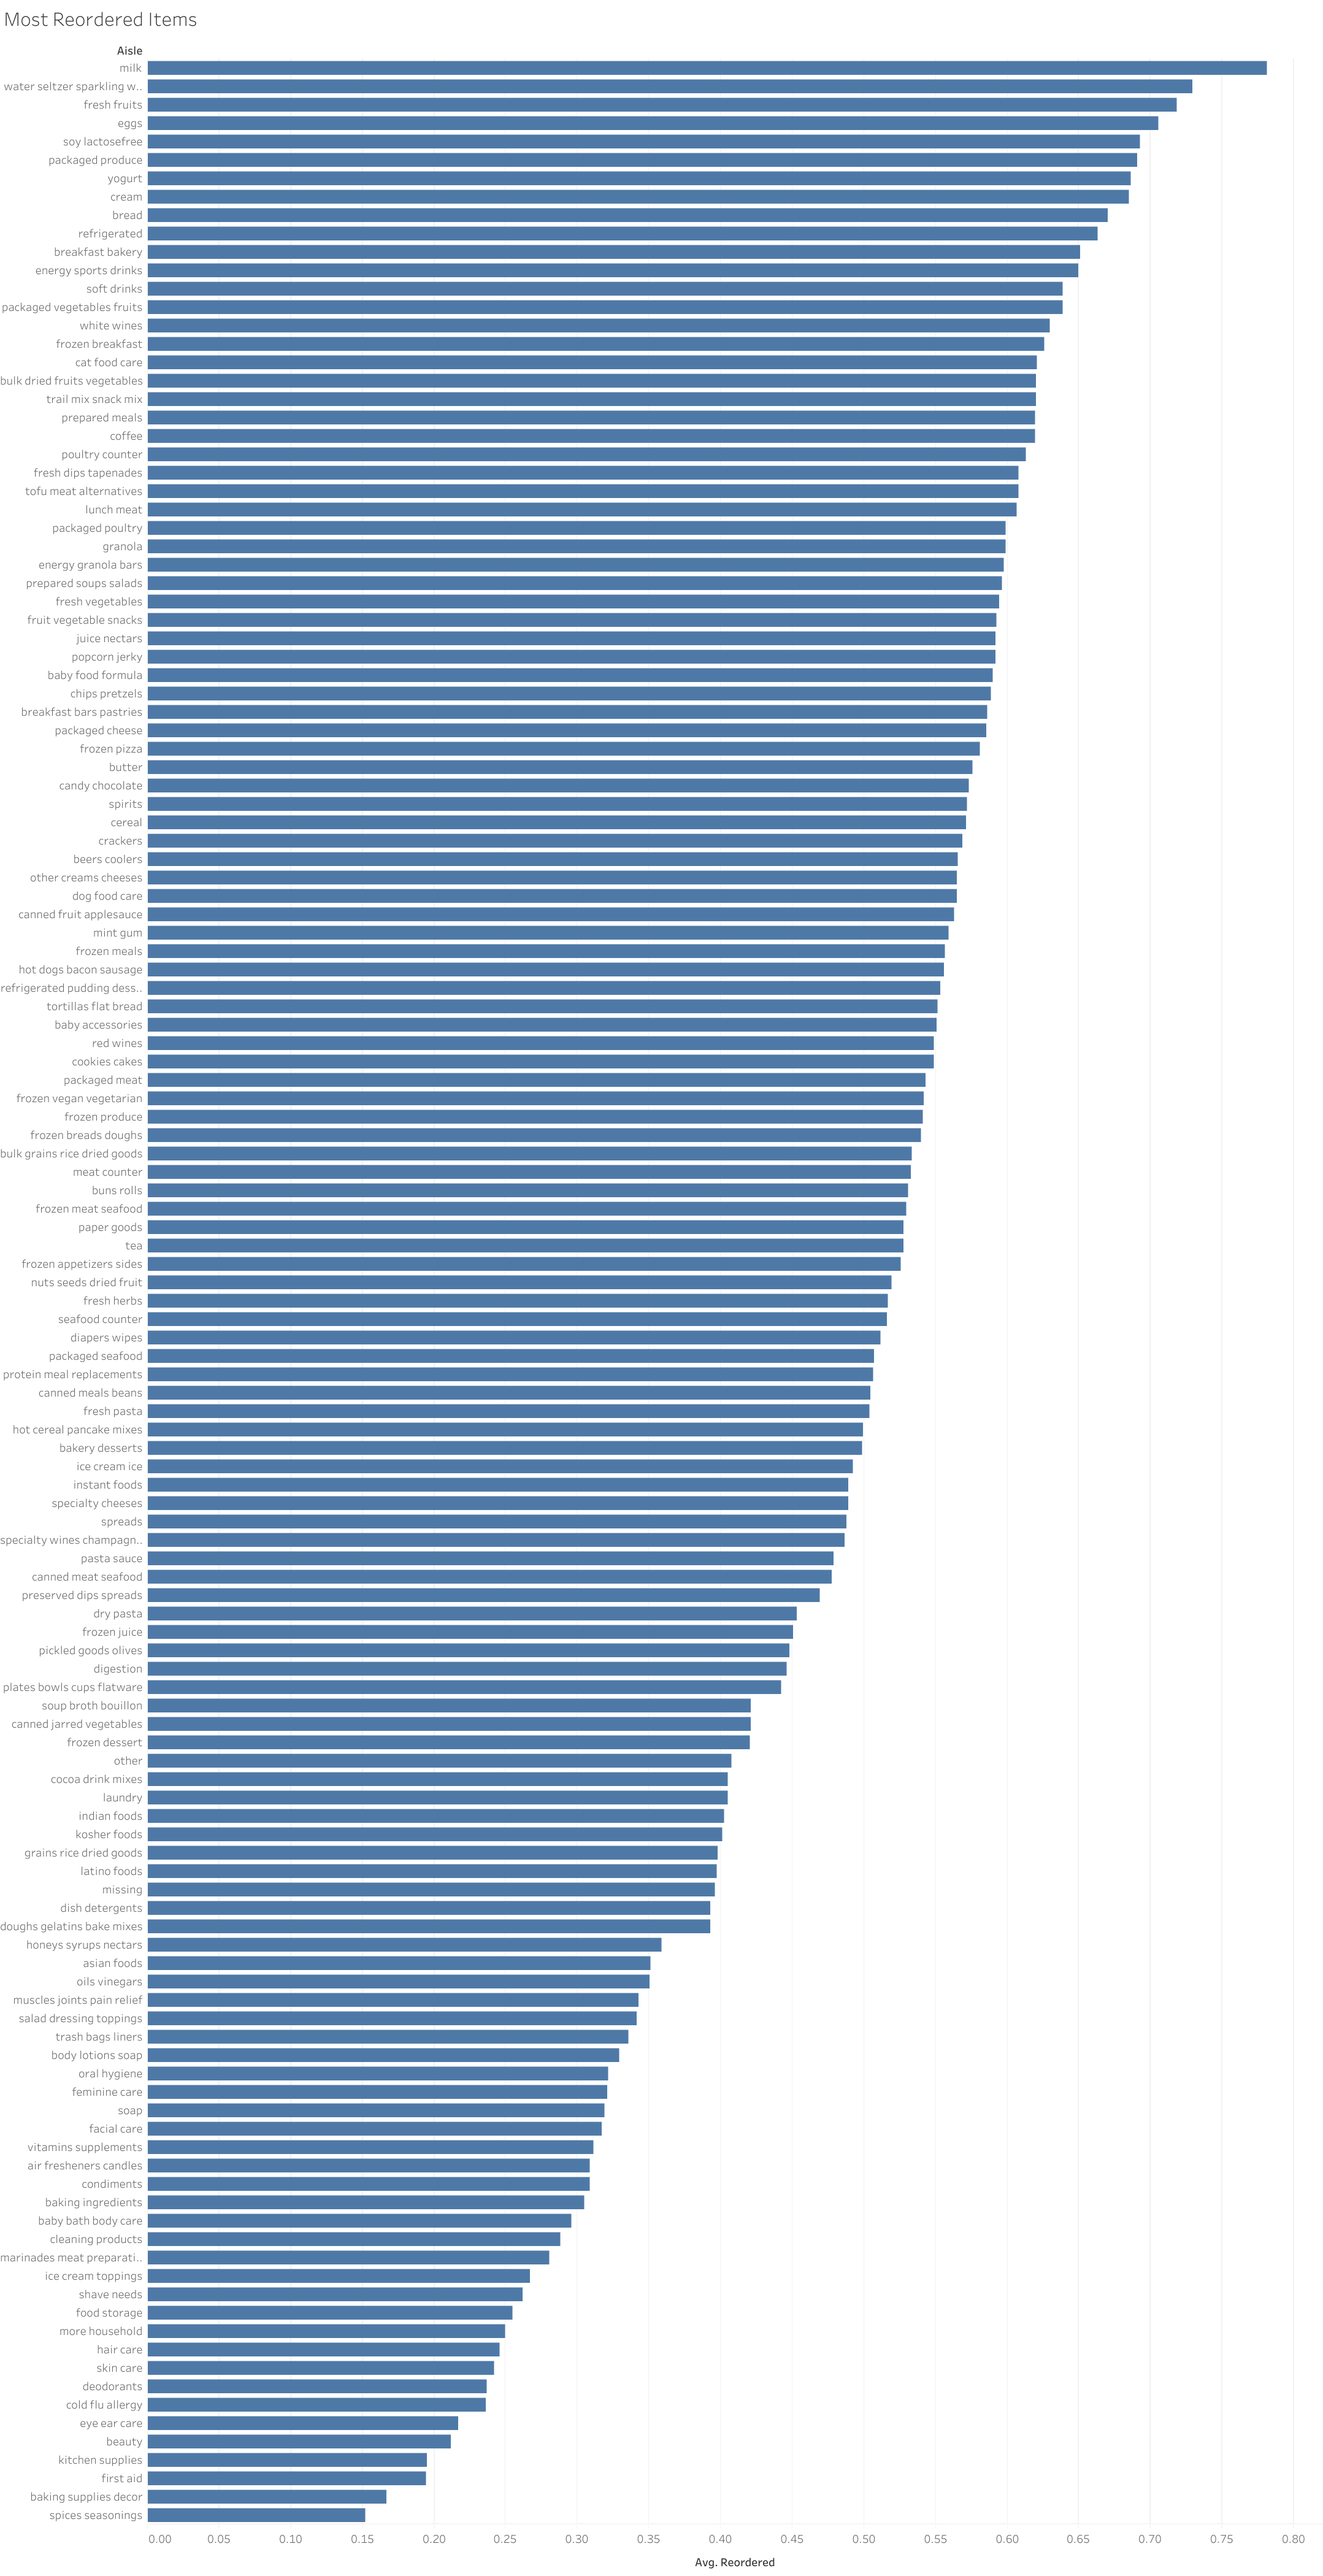 Most Reordered Items
Aisle
milk
water seltzer sparkling w..
fresh fruits
eggs
soy lactosefree
packaged produce
yogurt
cream
bread
refrigerated
breakfast bakery
energy sports drinks
soft drinks
packaged vegetables fruits
white wines
frozen breakfast
cat food care
bulk dried fruits vegetables
trail mix snack mix
prepared meals
coffee
poultry counter
fresh dips tapenades
tofu meat alternatives
lunch meat
packaged poultry
granola
energy granola bars
prepared soups salads
fresh vegetables
fruit vegetable snacks
juice nectars
popcorn jerky
baby food formula
chips pretzels
breakfast bars pastries
packaged cheese
frozen pizza
butter
candy chocolate
spirits
cereal
crackers
beers coolers
other creams cheeses
dog food care
canned fruit applesauce
mint gum
frozen meals
hot dogs bacon sausage
refrigerated pudding dess..
tortillas flat bread
baby accessories
red wines
cookies cakes
packaged meat
frozen vegan vegetarian
frozen produce
frozen breads doughs
bulk grains rice dried goods
meat counter
buns rolls
frozen meat seafood
paper goods
tea
frozen appetizers sides
nuts seeds dried fruit
fresh herbs
seafood counter
diapers wipes
packaged seafood
protein meal replacements
canned meals beans
fresh pasta
hot cereal pancake mixes
bakery desserts
ice cream ice
instant foods
specialty cheeses
spreads
specialty wines champagn..
pasta sauce
canned meat seafood
preserved dips spreads
dry pasta
frozen juice
pickled goods olives
digestion
plates bowls cups flatware
soup broth bouillon
canned jarred vegetables
frozen dessert
other
cocoa drink mixes
laundry
indian foods
kosher foods
grains rice dried goods
latino foods
missing
dish detergents
doughs gelatins bake mixes
honeys syrups nectars
asian foods
oils vinegars
muscles joints pain relief
salad dressing toppings
trash bags liners
body lotions soap
oral hygiene
feminine care
soap
facial care
vitamins supplements
air fresheners candles
condiments
baking ingredients
baby bath body care
cleaning products
marinades meat preparati..
ice cream toppings
shave needs
food storage
more household
hair care
skin care
deodorants
cold flu allergy
eye ear care
beauty
kitchen supplies
first aid
baking supplies decor
spices seasonings
0.00 0.05 0.10 0.15 0.20 0.25 0.30 0.35 0.40 0.45 0.50 0.55 0.60 0.65 0.70 0.75 0.80
Avg. Reordered